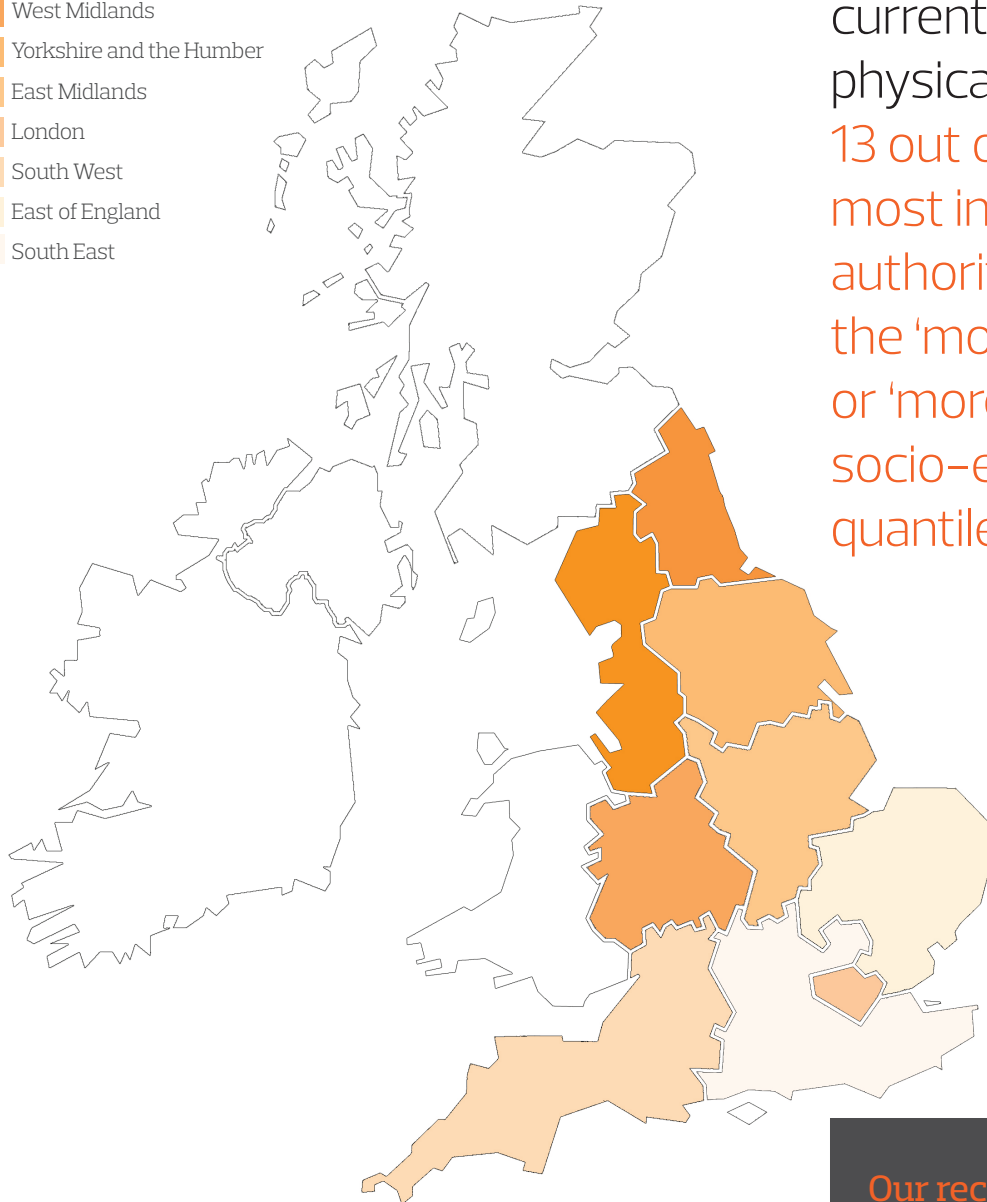 West Midlands
Yorkshire and the Humber
East Midlands
London
South West
East of England
South East
current
physica
13 out o
most in
authori
the ‘mo
or ‘more
socio-e
quantile
Our rec